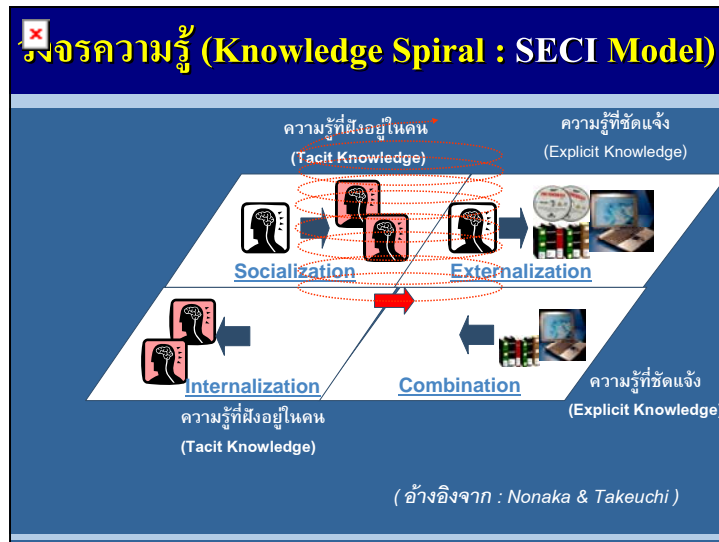 วงจรความรู้ (Knowledge Spiral : SECI Model)
ความรู้ที่ฝังอยู่ในคน
(Tacit Knowledge)
ความรู้ที่ชัดแจ้ง
(Explicit Knowledge)
Socialization
Externalization
Internalization
Combination
ความรู้ที่ฝังอยู่ในคน
(Tacit Knowledge)
ความรู้ที่ชัดแจ้ง
(Explicit Knowledge)
( อ้างอิงจาก : Nonaka & Takeuchi )